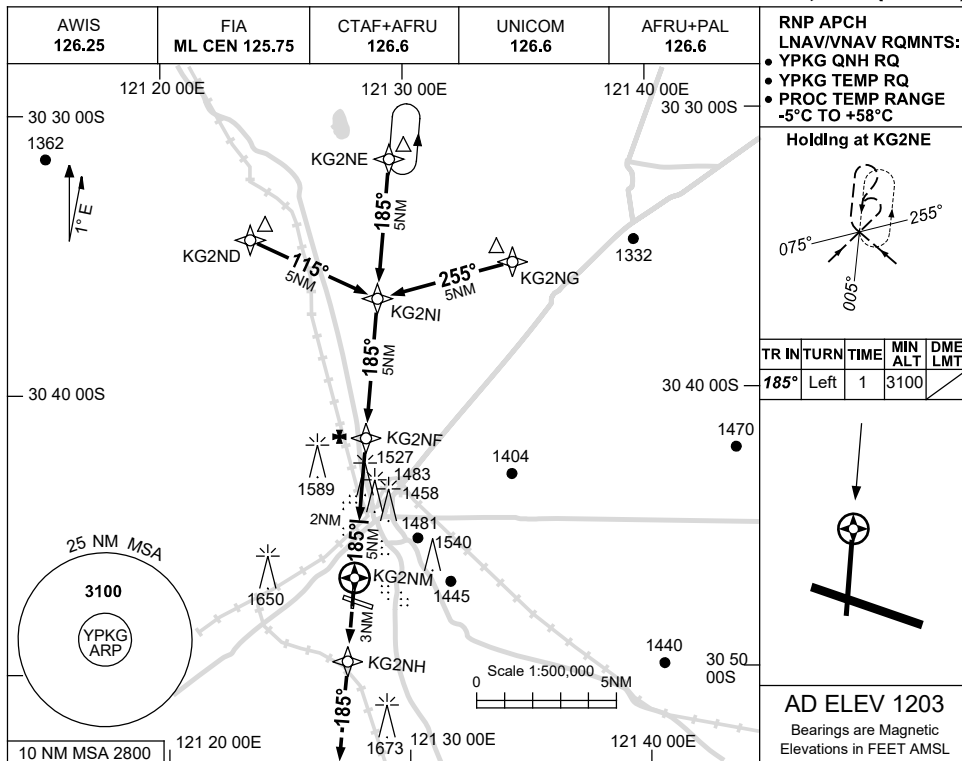 AWIS
126.25
FIA
ML CEN 125.75
CTAF+AFRU
126.6
UNICOM
126.6
AFRU+PAL
126.6
RNP APCH
LNAV/VNAV RQMNTS:
● YPKG QNH RQ
● YPKG TEMP RQ
● PROC TEMP RANGE
-5°C TO +58°C
Holding at KG2NE
255°
075°
005°
TR IN TURN TIME MIN ALT DME LMT
185° Left 1 3100
AD ELEV 1203
Bearings are Magnetic
Elevations in FEET AMSL
121 20 00E
121 30 00E
121 40 00E
30 30 00S
30 30 00S
1362
1° E
KG2NE
185°
5NM
KG2ND
115°
5NM
255°
5NM
KG2NG
1332
KG2NI
185°
5NM
30 40 00S
30 40 00S
KG2NF
1527
1589
1483
1458
1404
1470
2NM
185°
5NM
1481
1540
1445
25 NM MSA
3100
YPKG
ARP
1650
KG2NM
3NM
KG2NH
1440
30 50
00S
Scale 1:500,000
0
5NM
185°
1673
10 NM MSA 2800
121 20 00E
121 30 00E
121 40 00E